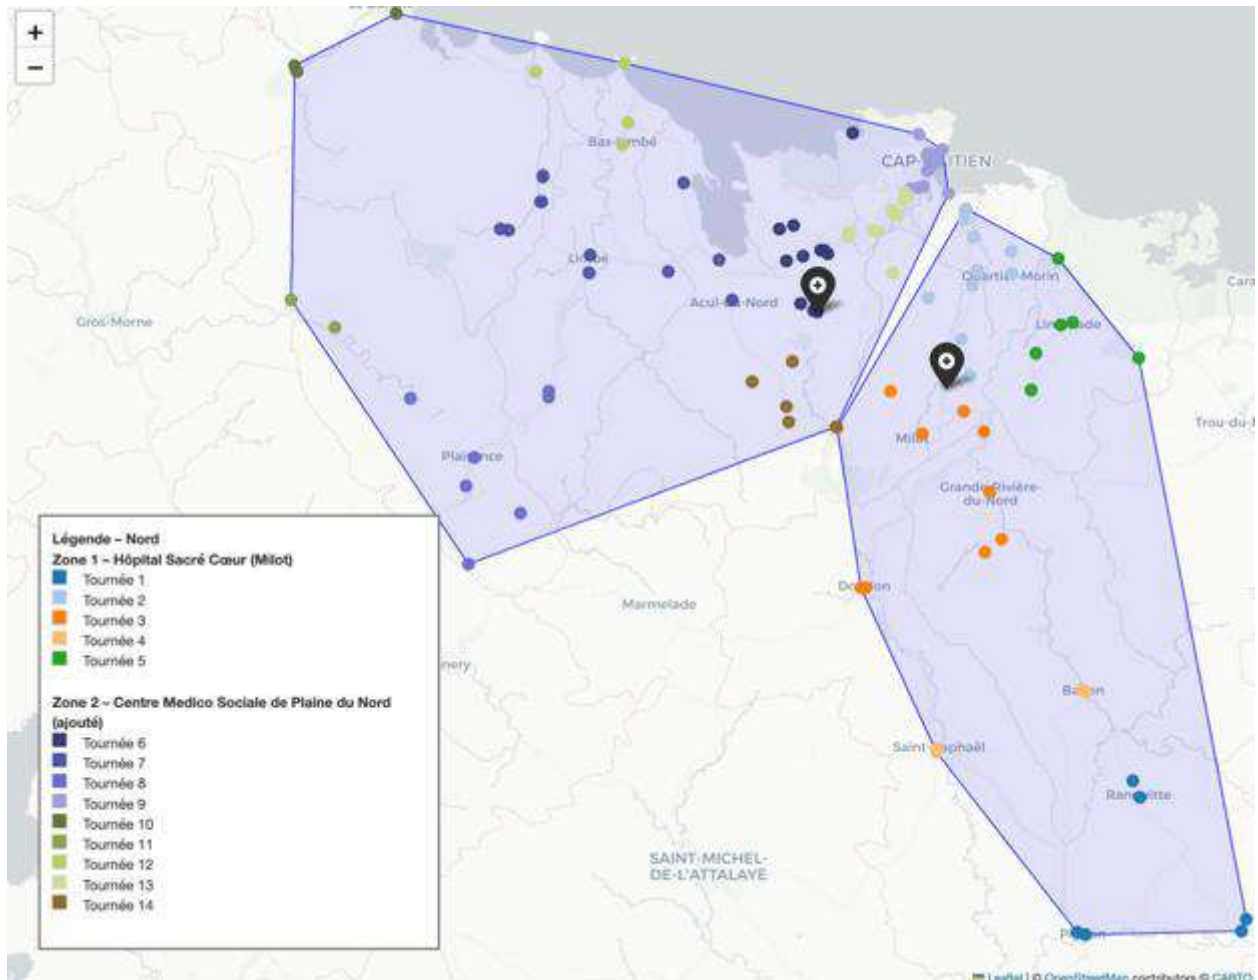 +
CAP-HAÏTIEN
−
Bas-Limbé
Quartier-Morin
Limbé
Acul-du-Nord
Gros-Morne
Limonade
Milot
Plaisance
Grande-Rivière-
du-Nord
Légende – Nord
Zone 1 – Hôpital Sacré Cœur (Milot)
Tournée 1
Tournée 2
Tournée 3
Tournée 4
Tournée 5
Dondon
Marmelade
Zone 2 – Centre Medico Sociale de Plaine du Nord
(ajouté)
Tournée 6
Tournée 7
Tournée 8
Tournée 9
Tournée 10
Tournée 11
Tournée 12
Tournée 13
Tournée 14
Bahon
Saint-Raphaël
Ranquitte
SAINT-MICHEL-
DE-L'ATTALAYE
Pignon
Leaflet | © OpenStreetMap contributors © CARTO